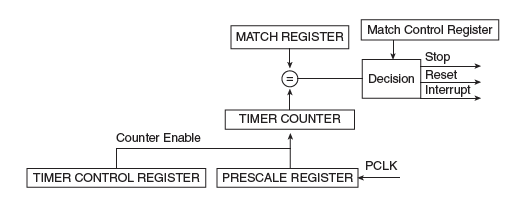 Match Control Register
MATCH REGISTER
Stop
=
Decision
Reset
Interrupt
TIMER COUNTER
Counter Enable
PCLK
TIMER CONTROL REGISTER
PRESCALE REGISTER